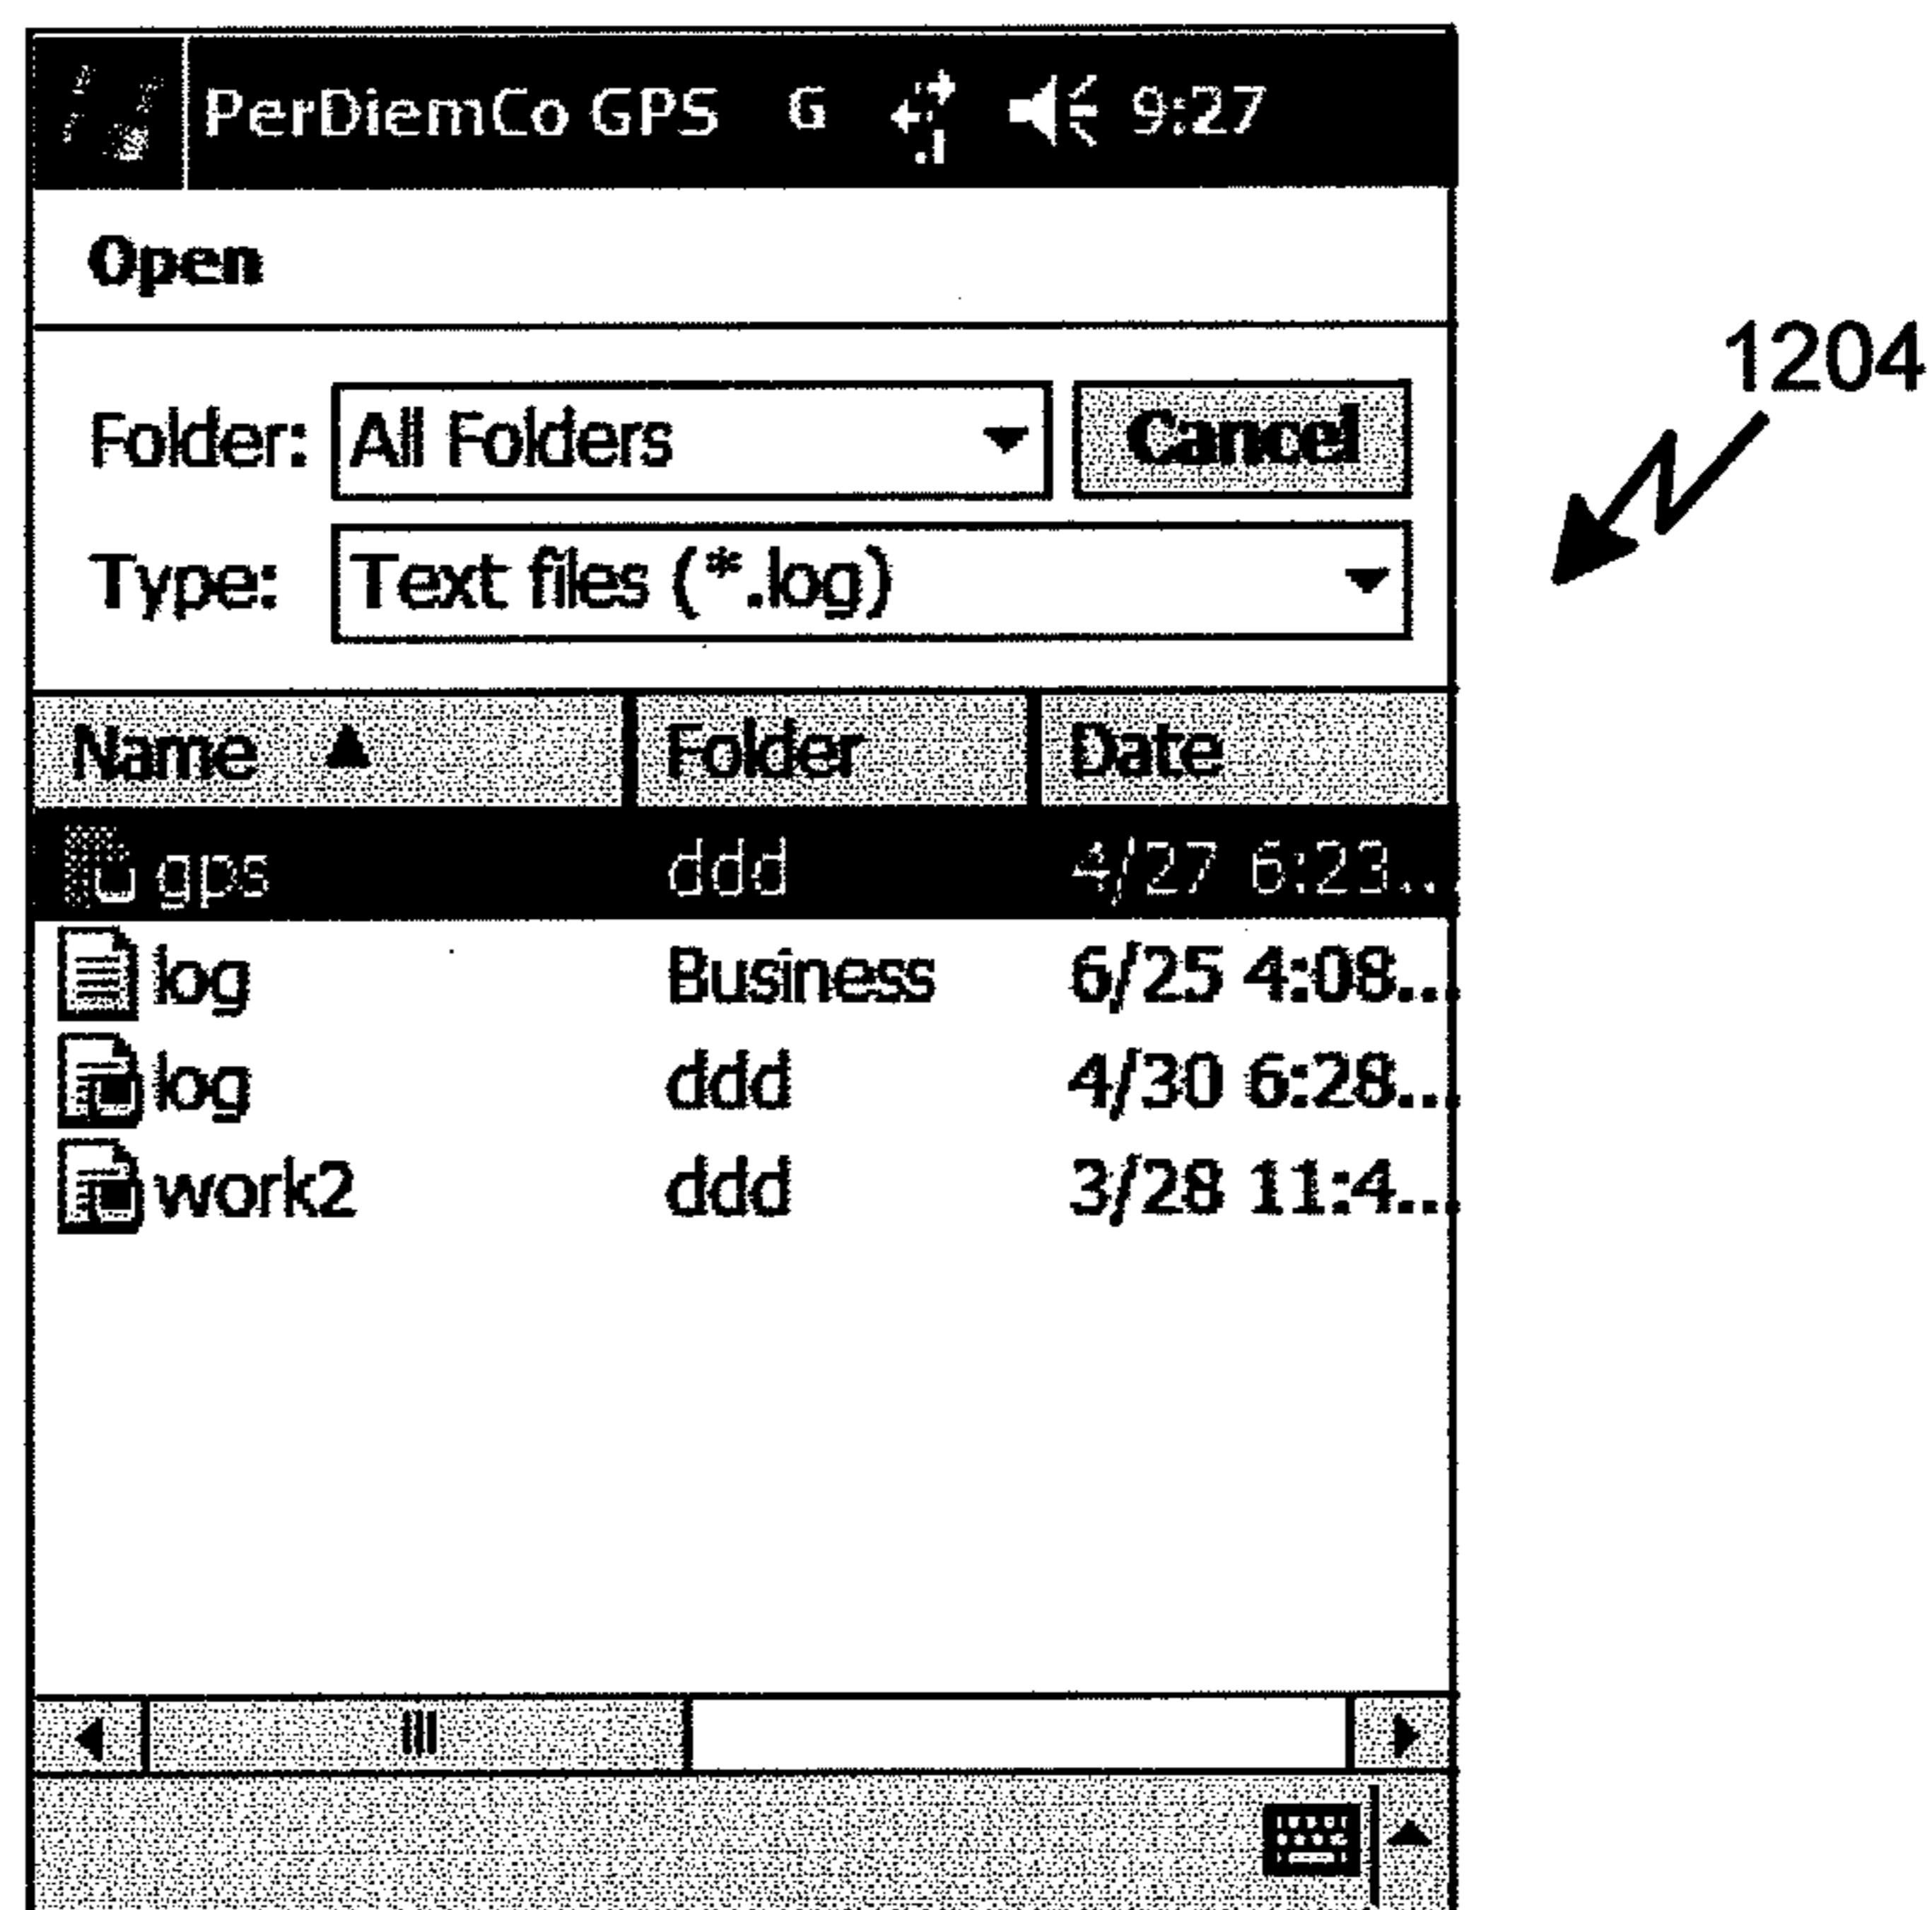 PerDiemCo GPS G 9:27
Open
1204
Folder: All Folders Cancel
Type: Text files (*.log)
Name Folder Date
gps ddd 4/27 6:23...
log Business 6/25 4:08...
log ddd 4/30 6:28...
work2 ddd 3/28 11:4...